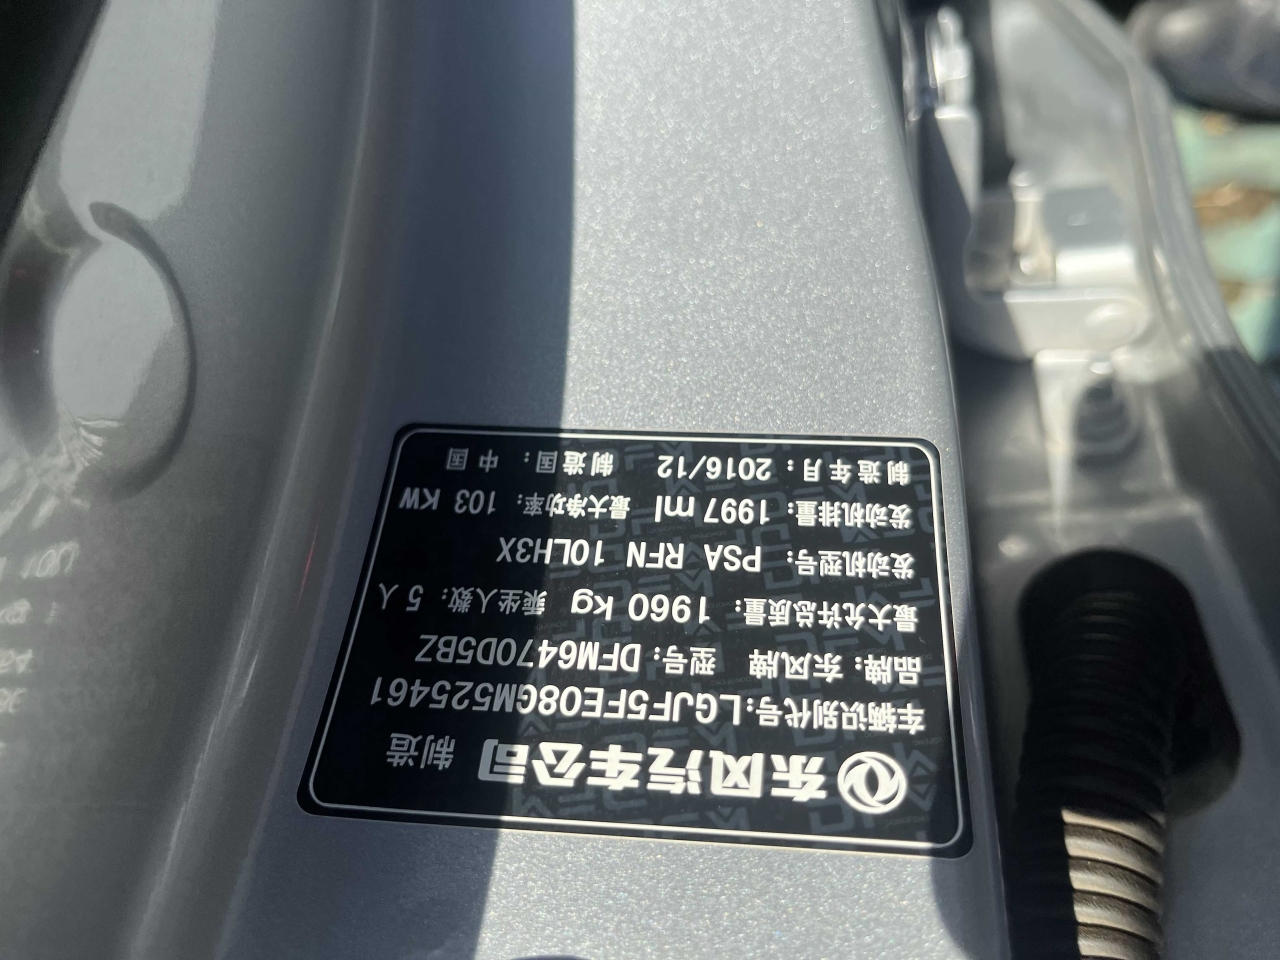 东风汽车公司 制造
车辆识别代号:LGJF5FE08GM525461
品牌: 东风牌 型号: DFM6470D5BZ
最大允许总质量: 1960 kg 乘坐人数: 5 人
发动机型号: PSA RFN 10LH3X
发动机排量: 1997 ml 最大净功率: 103 KW
制造年月: 2016/12 制造国: 中国